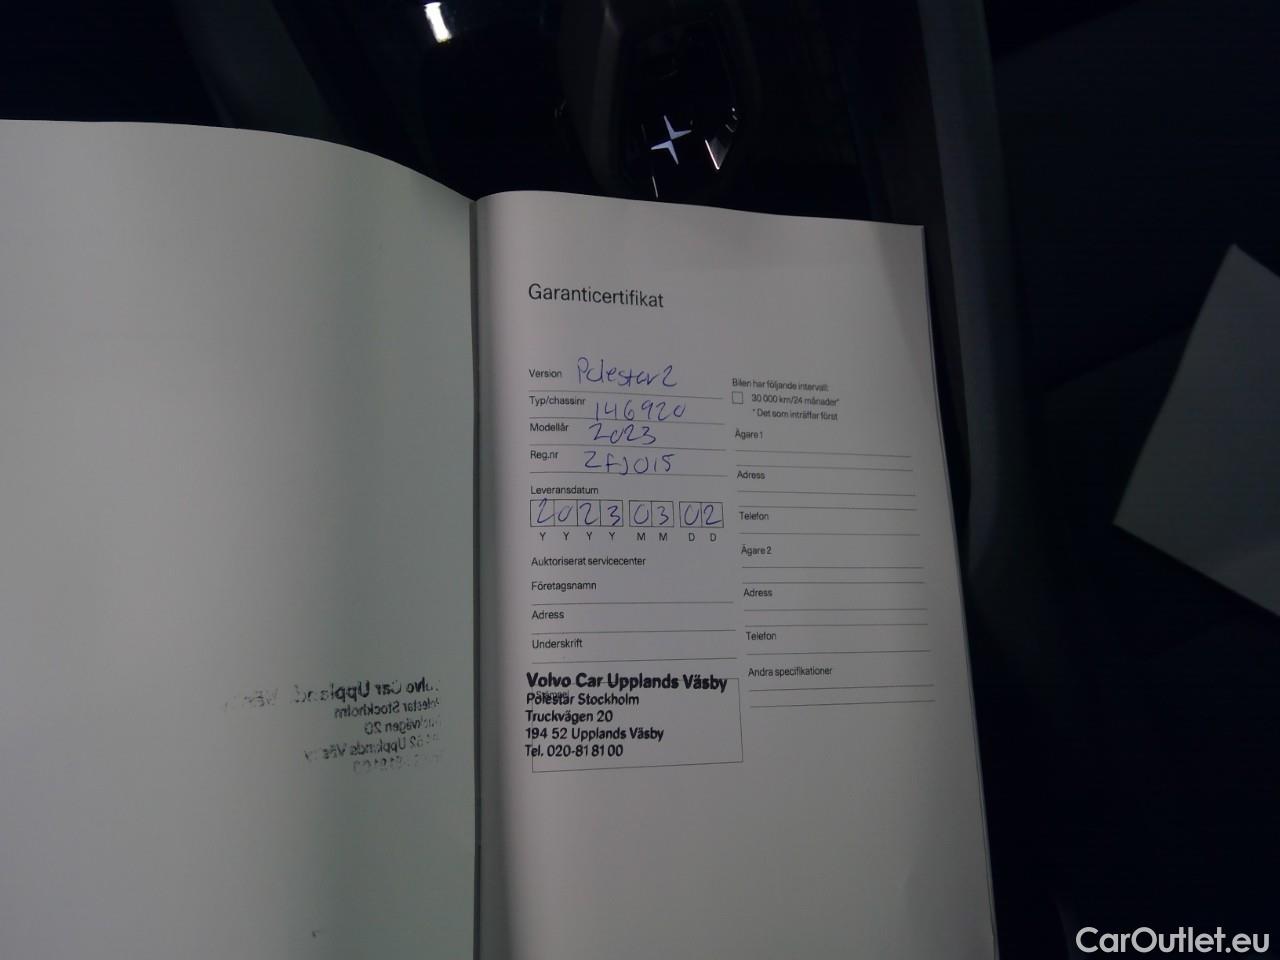 Garanticertifikat
Version Polestar 2
Typ/chassinr 146920
Modellår 2023
Reg.nr ZFJ015
Leveransdatum
2023 03 02
Y Y Y Y M M D D
Auktoriserat servicecenter
Företagsnamn
Adress
Underskrift
Stämpel
Volvo Car Upplands Väsby
Polestar Stockholm
Truckvägen 20
194 52 Upplands Väsby
Tel. 020-81 81 00
Bilen har följande intervall:
30 000 km/24 månader*
* Det som inträffar först
Ägare 1
Adress
Telefon
Ägare 2
Adress
Telefon
Andra specifikationer
CarOutlet.eu